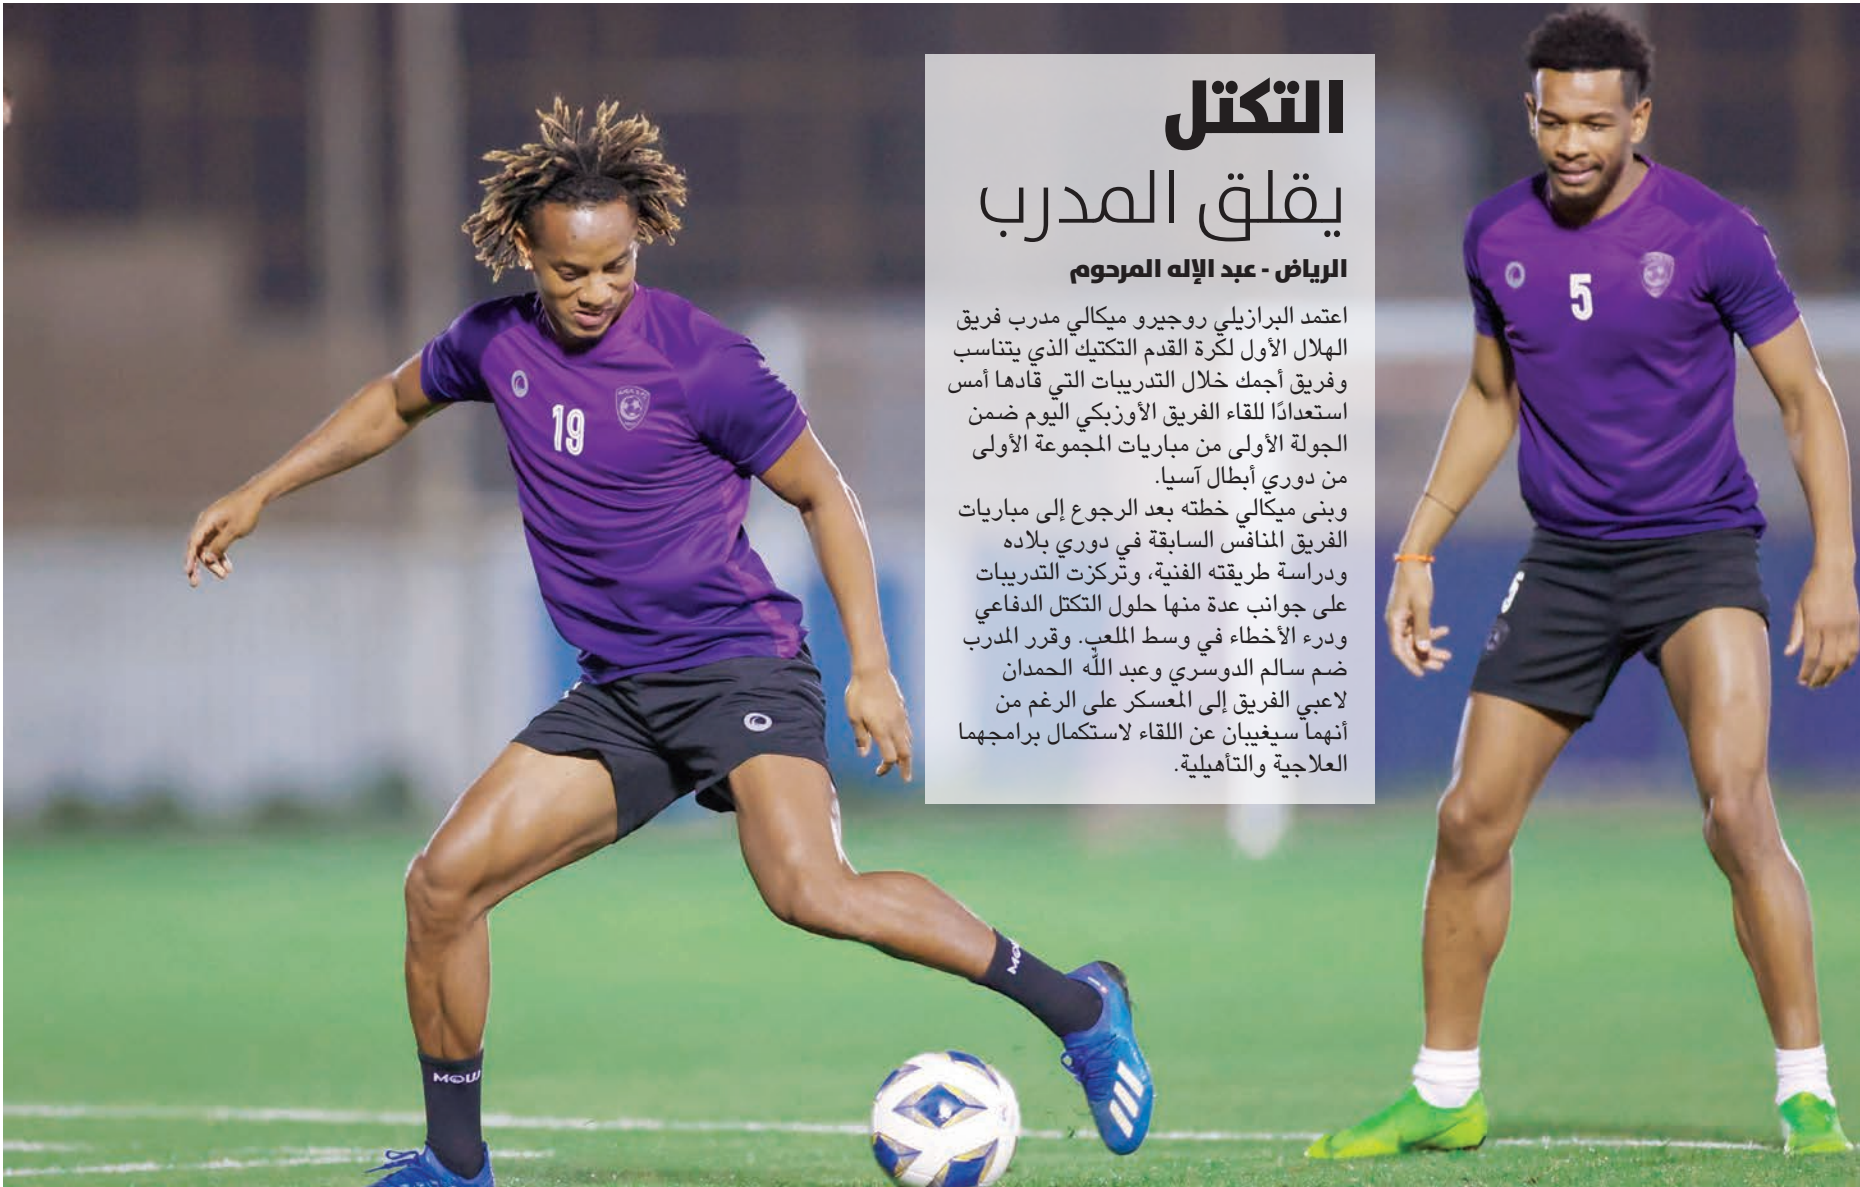 التكتل
يقلق المدرب
الرياض - عبد الإله المرحوم
اعتمد البرازيلي روجيرو ميكالي مدرب فريق
الهلال الأول لكرة القدم التكتيك الذي يتناسب
وفريق أجمك خلال التدريبات التي قادها أمس
استعدادًا للقاء الفريق الأوزبكي اليوم ضمن
الجولة الأولى من مباريات المجموعة الأولى
من دوري أبطال آسيا.
وبنى ميكالي خطته بعد الرجوع إلى مباريات
الفريق المنافس السابقة في دوري بلاده
ودراسة طريقته الفنية، وتركزت التدريبات
على جوانب عدة منها حلول التكتل الدفاعي
ودرء الأخطاء في وسط الملعب. وقرر المدرب
ضم سالم الدوسري وعبد اللّه الحمدان
لاعبي الفريق إلى المعسكر على الرغم من
أنهما سيغيبان عن اللقاء لاستكمال برامجهما
العلاجية والتأهيلية.
19
5
5
MOW
MOW